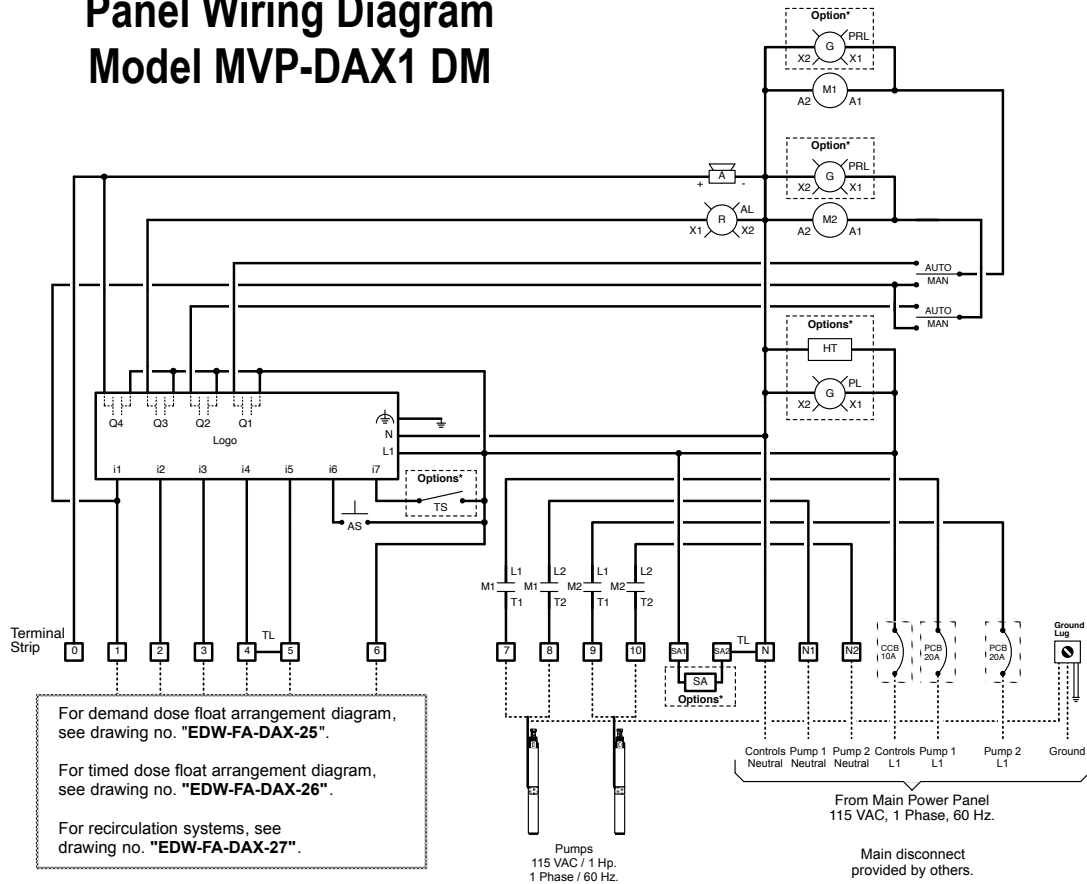 Panel Wiring Diagram
Model MVP-DAX1 DM
Option*
G
PRL
X2
X1
M1
A2
A1
Option*
G
PRL
X2
X1
A
+
-
R
AL
X1
X2
M2
A2
A1
AUTO
MAN
AUTO
MAN
Options*
HT
G
PL
X2
X1
Q4
Q3
Q2
Q1
Logo
N
L1
i1
i2
i3
i4
i5
i6
i7
Options*
TS
AS
L1
L2
L1
L2
M1
M1
M2
M2
T1
T2
T1
T2
Terminal
Strip
0
1
2
3
4
TL
5
6
7
8
9
10
SA1
SA2
TL
N
N1
N2
CCB
10A
PCB
20A
PCB
20A
Ground
Lug
SA
Options*
For demand dose float arrangement diagram,
see drawing no. "EDW-FA-DAX-25".
For timed dose float arrangement diagram,
see drawing no. "EDW-FA-DAX-26".
For recirculation systems, see
drawing no. "EDW-FA-DAX-27".
Controls Neutral
Pump 1 Neutral
Pump 2 Neutral
Controls L1
Pump 1 L1
Pump 2 L1
Ground
From Main Power Panel
115 VAC, 1 Phase, 60 Hz.
Pumps
115 VAC / 1 Hp.
1 Phase / 60 Hz.
Main disconnect
provided by others.